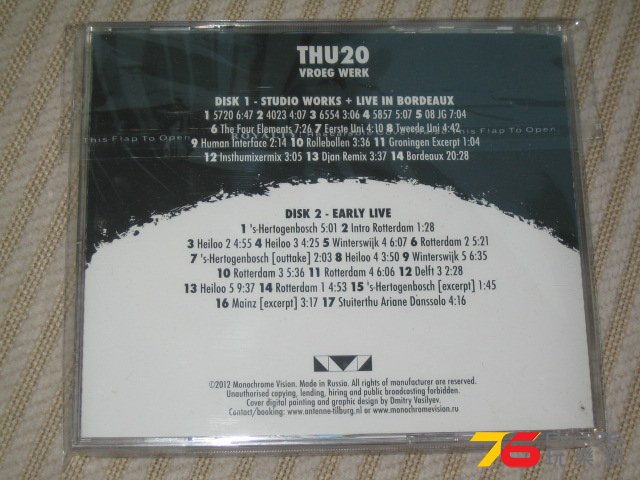 THU20
VROEG WERK
DISK 1 - STUDIO WORKS + LIVE IN BORDEAUX
1 5720 6:47 2 4023 4:07 3 6554 3:06 4 5857 5:07 5 08 JG 7:04
6 The Four Elements 7:26 7 Eerste Uni 4:10 8 Tweede Uni 4:42
This Flap To Open
This Flap To Open
9 Human Interface 2:14 10 Rollebollen 3:36 11 Groningen Excerpt 1:04
12 Insthumixermix 3:05 13 Djan Remix 3:37 14 Bordeaux 20:28
DISK 2 - EARLY LIVE
1 's-Hertogenbosch 5:01 2 Intro Rotterdam 1:28
3 Heiloo 2 4:55 4 Heiloo 3 4:25 5 Winterswijk 4 6:07 6 Rotterdam 2 5:21
7 's-Hertogenbosch [outtake] 2:03 8 Heiloo 4 3:50 9 Winterswijk 5 6:35
10 Rotterdam 3 5:36 11 Rotterdam 4 6:06 12 Delft 3 2:28
13 Heiloo 5 9:37 14 Rotterdam 1 4:53 15 's-Hertogenbosch [excerpt] 1:45
16 Mainz [excerpt] 3:17 17 Stuiterthu Ariane Danssolo 4:16
©2012 Monochrome Vision. Made in Russia. All rights of manufacturer are reserved.
Unauthorised copying, lending, hiring and public broadcasting forbidden.
Cover digital painting and graphic design by Dmitry Vasilyev.
Contact/booking: www.antenne-tilburg.nl or www.monochromevision.ru
76